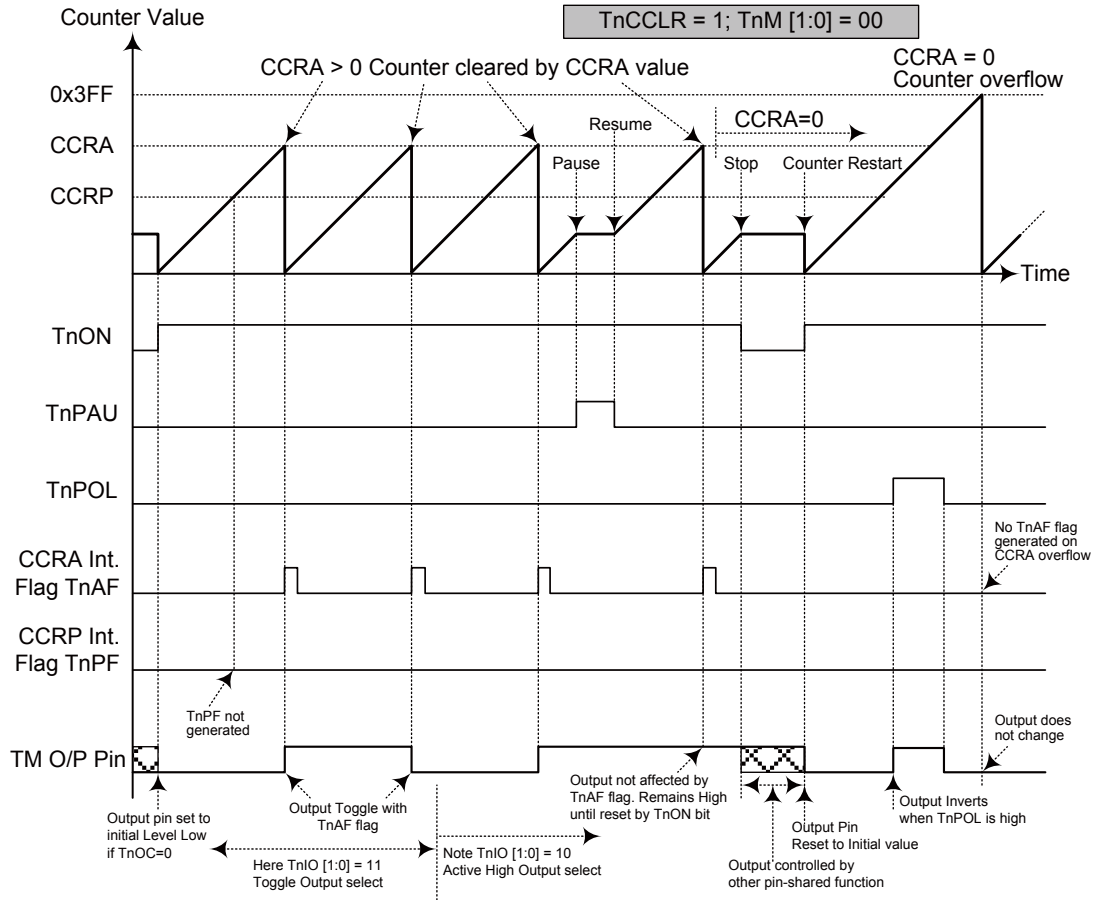 Counter Value
TnCCLR = 1; TnM [1:0] = 00
CCRA > 0 Counter cleared by CCRA value
CCRA = 0
Counter overflow
0x3FF
CCRA
CCRP
Resume
CCRA=0
Pause
Stop
Counter Restart
Time
TnON
TnPAU
TnPOL
No TnAF flag
generated on
CCRA overflow
CCRA Int.
Flag TnAF
CCRP Int.
Flag TnPF
TnPF not
generated
Output does
not change
TM O/P Pin
Output pin set to
initial Level Low
if TnOC=0
Output Toggle with
TnAF flag
Here TnIO [1:0] = 11
Toggle Output select
Note TnIO [1:0] = 10
Active High Output select
Output not affected by
TnAF flag. Remains High
until reset by TnON bit
Output Pin
Reset to Initial value
Output controlled by
other pin-shared function
Output Inverts
when TnPOL is high